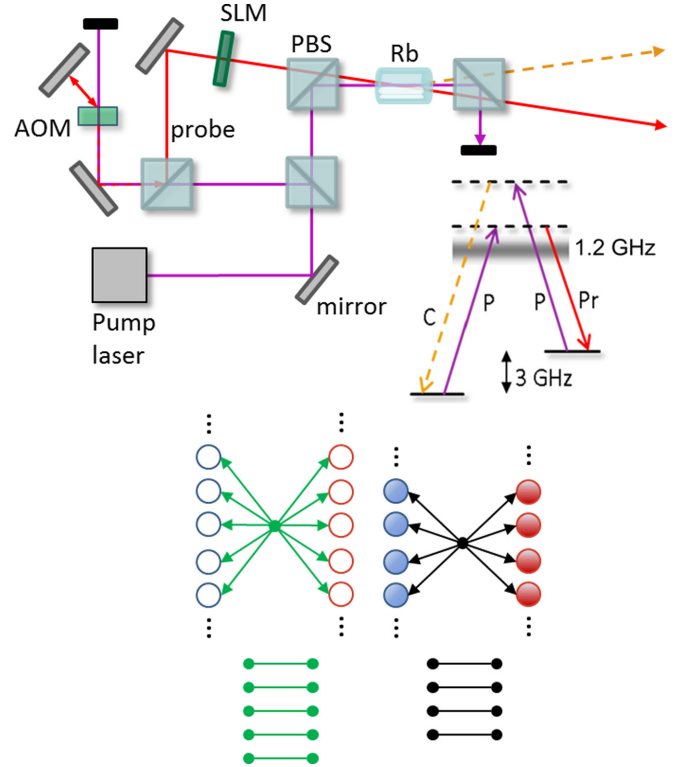 SLM
PBS
Rb
AOM
probe
Pump
laser
mirror
1.2 GHz
C
P
P
Pr
3 GHz